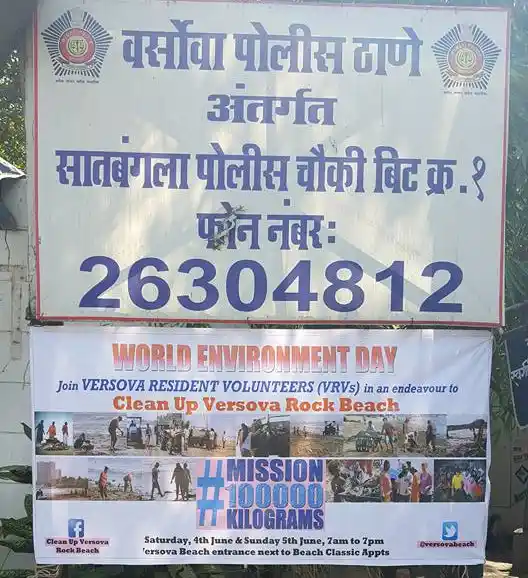 वर्सोवा पोलीस ठाणे
अंतर्गत
सातबंगला पोलीस चौकी बिट क्र.१
फोन नंबर:
26304812
WORLD ENVIRONMENT DAY
Join VERSOVA RESIDENT VOLUNTEERS (VRVs) in an endeavour to
Clean Up Versova Rock Beach
#MISSION
100000
KILOGRAMS
Clean Up Versova
Rock Beach
Saturday, 4th June & Sunday 5th June, 7am to 7pm
ersova Beach entrance next to Beach Classic Appts
@versovabeach